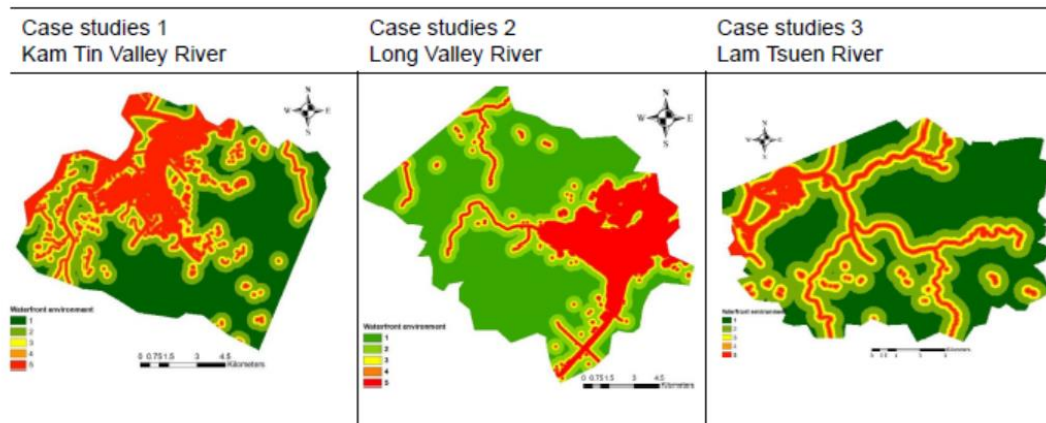 Case studies 1
Kam Tin Valley River
Case studies 2
Long Valley River
Case studies 3
Lam Tsuen River
N
W E
S
Waterfront environment
1
2
3
4
5
0 0.75 1.5 3 4.5
Kilometers
N
W E
S
Waterfront environment
1
2
3
4
5
0 0.75 1.5 3 4.5
Kilometers
N
W E
S
1
2
3
4
5